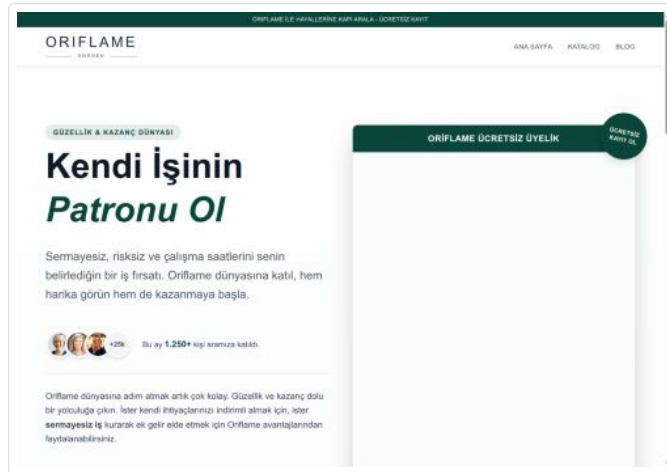 ORIFLAME İLE HAYALLERİNE KAPI ARALA - ÜCRETSİZ KAYIT
ORIFLAME
SWEDEN
ANA SAYFA KATALOG BLOG
GÜZELLİK & KAZANÇ DÜNYASI
Kendi İşinin
Patronu Ol
Sermayesiz, risksiz ve çalışma saatlerini senin
belirlediğin bir iş fırsatı. Oriflame dünyasına katıl, hem
harika görün hem de kazanmaya başla.
+25k Bu ay 1.250+ kişi aramıza katıldı.
Oriflame dünyasına adım atmak artık çok kolay. Güzellik ve kazanç dolu
bir yolculuğa çıkın. İster kendi ihtiyaçlarınızı indirimli almak için, ister
sermayesiz iş kurarak ek gelir elde etmek için Oriflame avantajlarından
faydalanabilirsiniz.
ORİFLAME ÜCRETSİZ ÜYELİK
ÜCRETSİZ
KAYIT OL